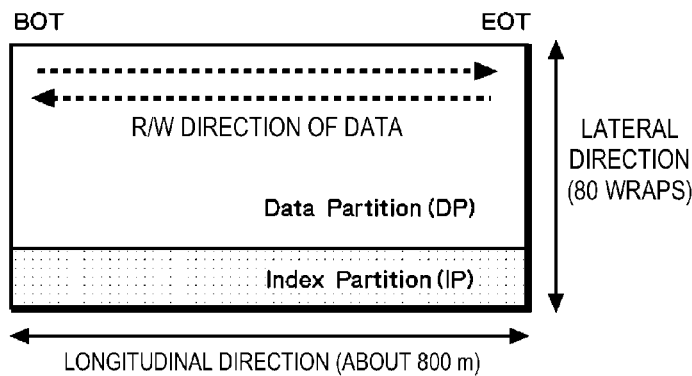 BOT EOT
R/W DIRECTION OF DATA
LATERAL
DIRECTION
(80 WRAPS)
Data Partition (DP)
Index Partition (IP)
LONGITUDINAL DIRECTION (ABOUT 800 m)